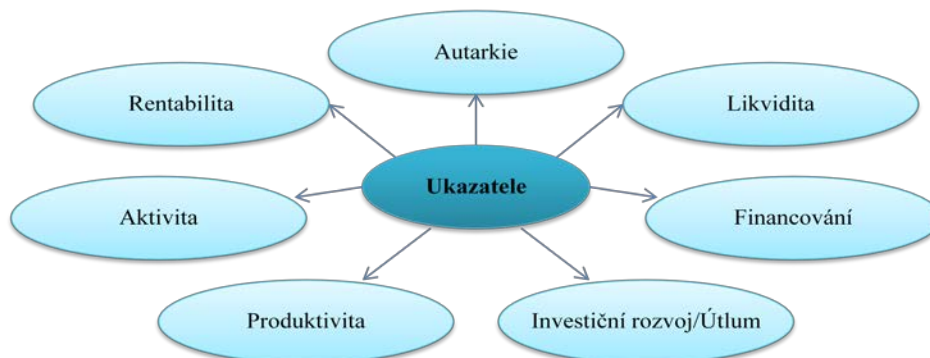 Autarkie
Rentabilita
Likvidita
Ukazatele
Aktivita
Financování
Produktivita
Investiční rozvoj/Útlum